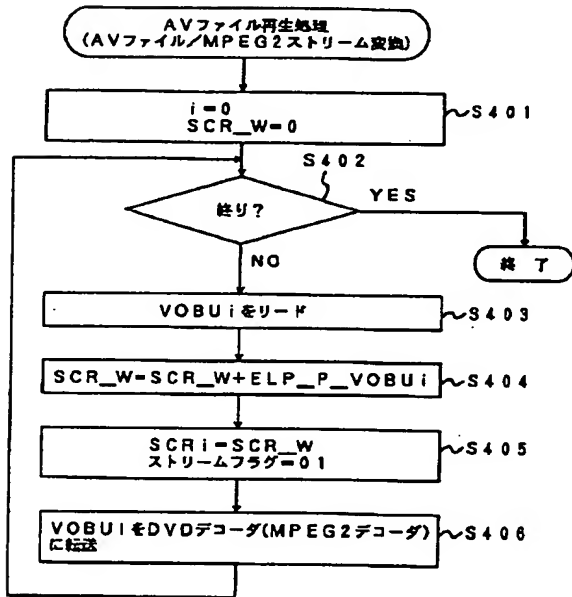 AVファイル再生処理
(AVファイル/MPEG2ストリーム変換)
i=0
SCR_W=0
S401
S402
終り?
YES
NO
終 了
VOBUiをリード
S403
SCR_W=SCR_W+ELP_P_VOBUi
S404
SCRi=SCR_W
ストリームフラグ=01
S405
VOBUiをDVDデコーダ(MPEG2デコーダ)
に転送
S406